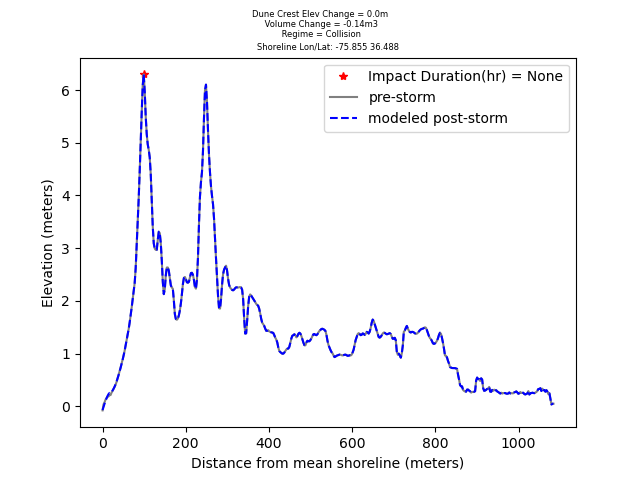 Dune Crest Elev Change = 0.0m
Volume Change = -0.14m3
Regime = Collision
Shoreline Lon/Lat: -75.855 36.488
Impact Duration(hr) = None
pre-storm
modeled post-storm
Elevation (meters)
6
5
4
3
2
1
0
0 200 400 600 800 1000
Distance from mean shoreline (meters)